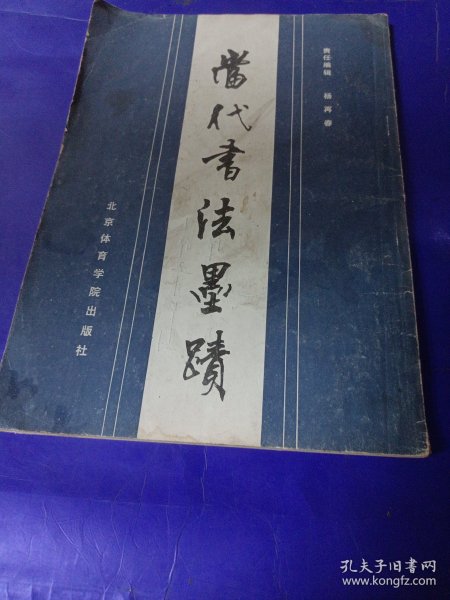 责任编辑 杨再春
當代书法墨蹟
北京体育学院出版社
孔夫子旧书网
www.kongfz.com